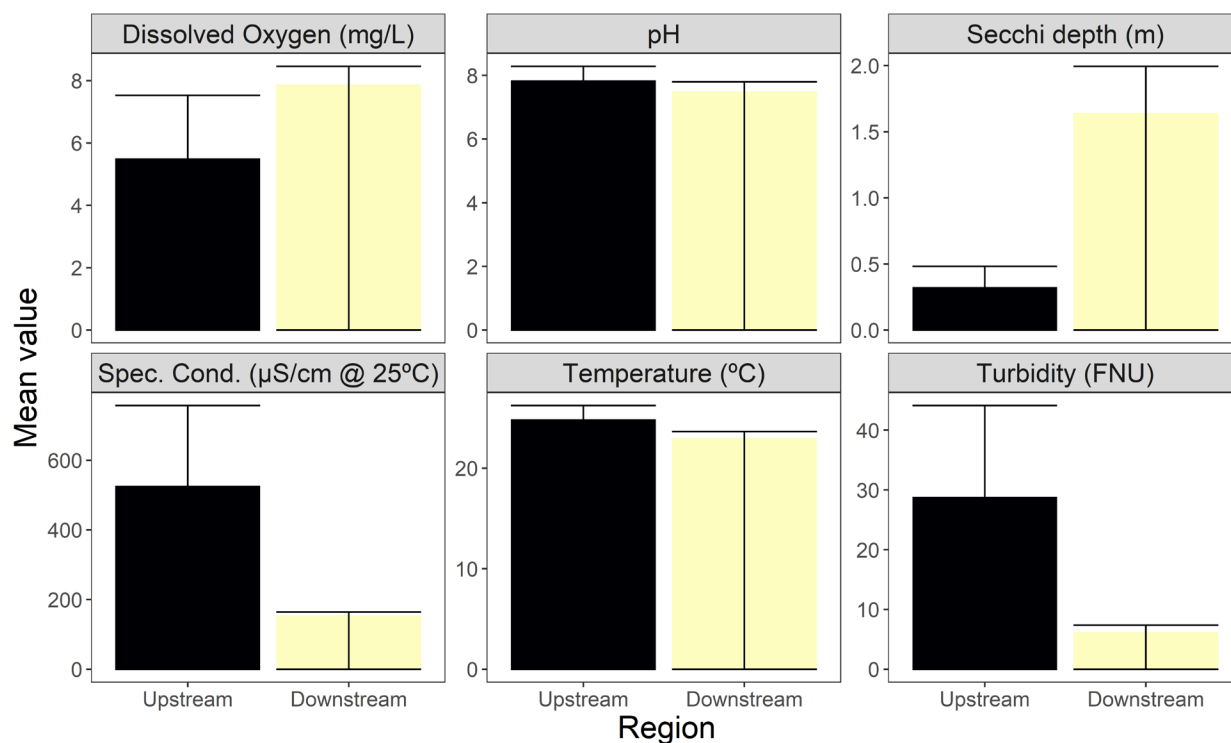 Dissolved Oxygen (mg/L)
pH
Secchi depth (m)
8
6
4
2
0
8
6
4
2
0
2.0
1.5
1.0
0.5
0.0
Mean value
Spec. Cond. (µS/cm @ 25ºC)
Temperature (ºC)
Turbidity (FNU)
600
400
200
0
20
10
0
40
30
20
10
0
Upstream Downstream
Upstream Downstream
Upstream Downstream
Region